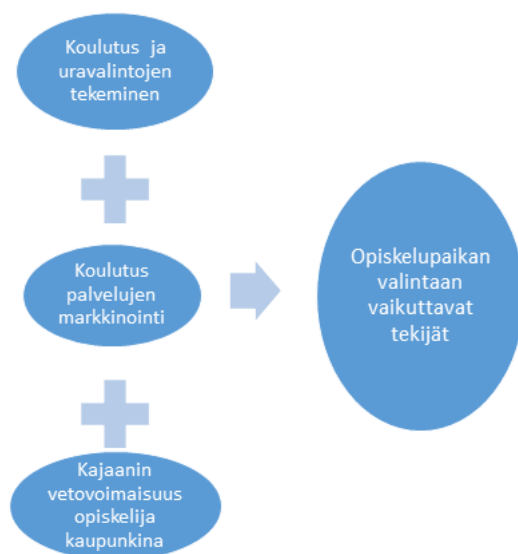 Koulutus ja
uravalintojen
tekeminen
Koulutus
palvelujen
markkinointi
Kajaanin
vetovoimaisuus
opiskelija
kaupunkina
Opiskelupaikan
valintaan
vaikuttavat
tekijät